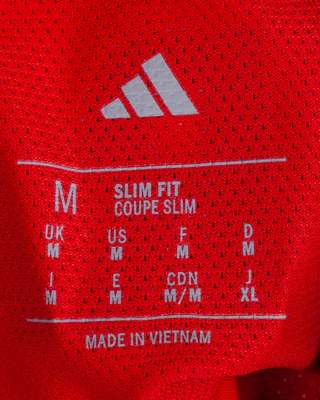 M SLIM FIT
COUPE SLIM
UK US F D
M M M M
I E CDN J
M M M/M XL
MADE IN VIETNAM